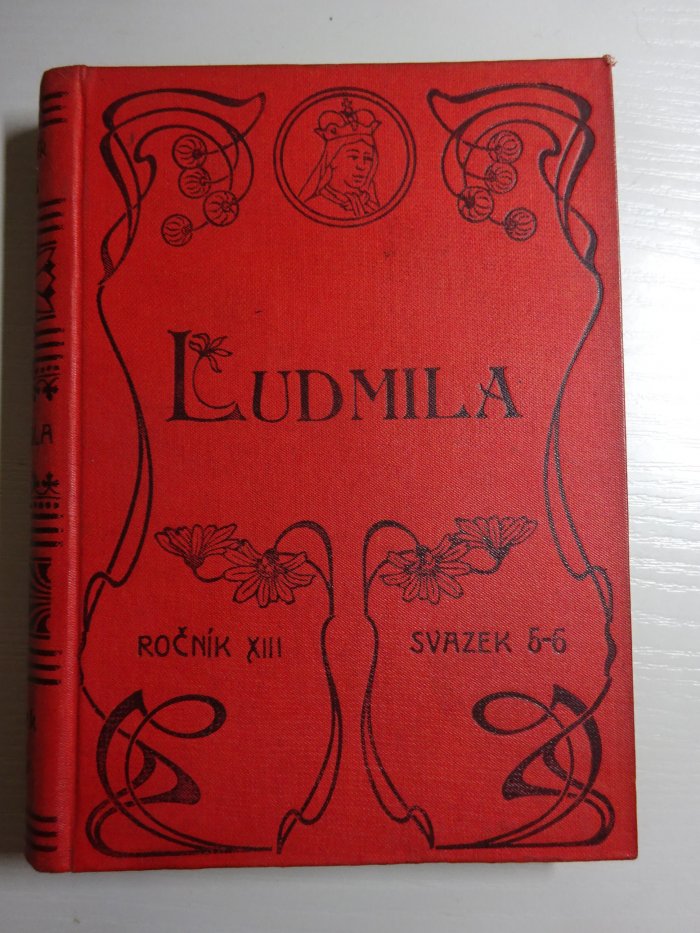 LUDMILA
ROČNÍK XIII
SVAZEK 5-6